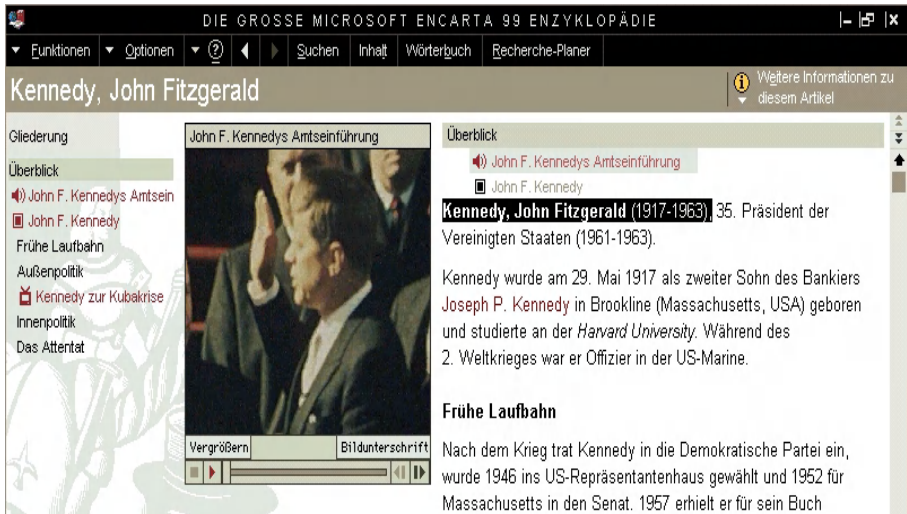 DIE GROSSE MICROSOFT ENCARTA 99 ENZYKLOPÄDIE
Funktionen Optionen ? Suchen Inhalt Wörterbuch Recherche-Planer
Kennedy, John Fitzgerald
Weitere Informationen zu
diesem Artikel
Gliederung
Überblick
John F. Kennedys Amtsein
John F. Kennedy
Frühe Laufbahn
Außenpolitik
Kennedy zur Kubakrise
Innenpolitik
Das Attentat
John F. Kennedys Amtseinführung
Vergrößern Bildunterschrift
Überblick
John F. Kennedys Amtseinführung
John F. Kennedy
Kennedy, John Fitzgerald (1917-1963), 35. Präsident der
Vereinigten Staaten (1961-1963).
Kennedy wurde am 29. Mai 1917 als zweiter Sohn des Bankiers
Joseph P. Kennedy in Brookline (Massachusetts, USA) geboren
und studierte an der Harvard University. Während des
2. Weltkrieges war er Offizier in der US-Marine.
Frühe Laufbahn
Nach dem Krieg trat Kennedy in die Demokratische Partei ein,
wurde 1946 ins US-Repräsentantenhaus gewählt und 1952 für
Massachusetts in den Senat. 1957 erhielt er für sein Buch